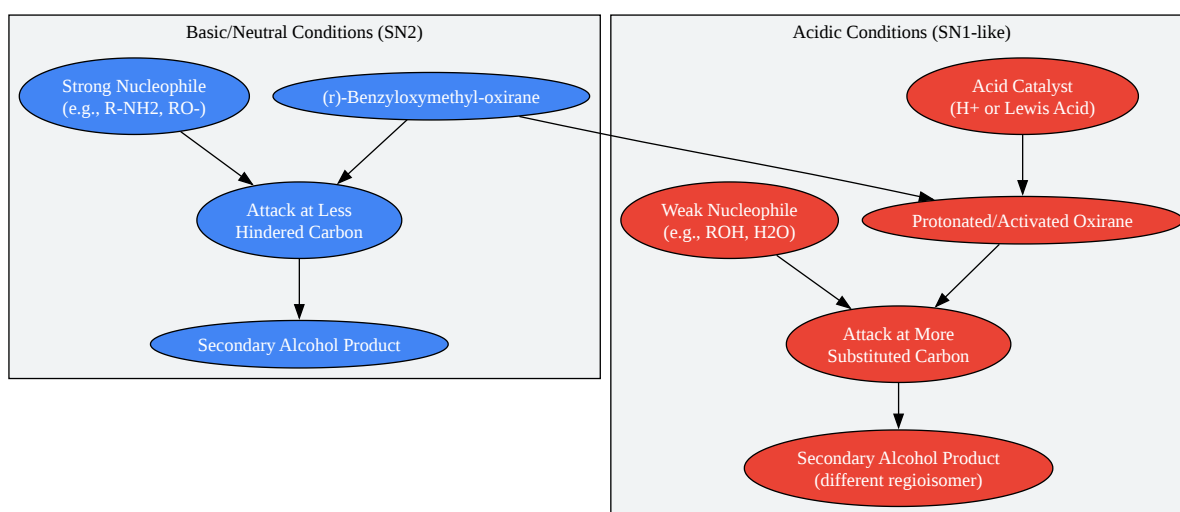 Basic/Neutral Conditions (SN2)
Strong Nucleophile
(e.g., R-NH2, RO-)
(r)-Benzyloxymethyl-oxirane
Attack at Less
Hindered Carbon
Secondary Alcohol Product
Acidic Conditions (SN1-like)
Acid Catalyst
(H+ or Lewis Acid)
Weak Nucleophile
(e.g., ROH, H2O)
Protonated/Activated Oxirane
Attack at More
Substituted Carbon
Secondary Alcohol Product
(different regioisomer)